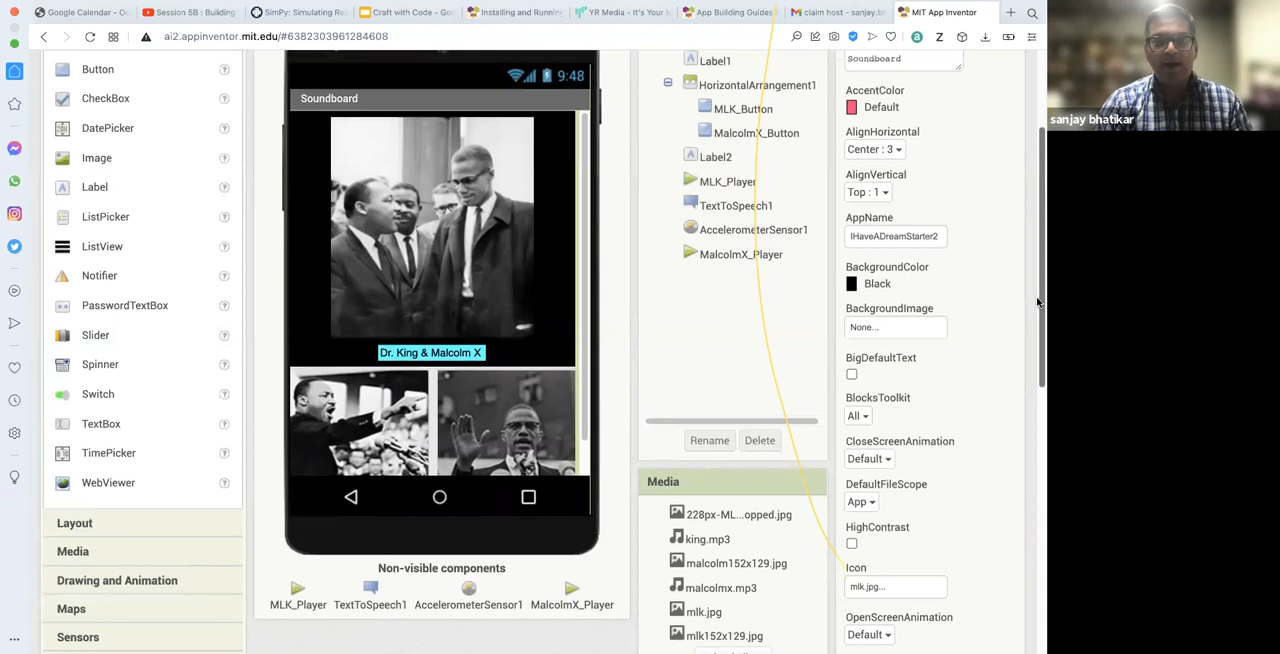 Google Calendar - Oc
Session 5B : Building
SimPy: Simulating Re
Craft with Code - Goo
Installing and Runnin
YR Media - It's Your M
App Building Guides
claim host - sanjay.bh
MIT App Inventor
ai2.appinventor.mit.edu/#6382303961284608
Button
CheckBox
DatePicker
Image
Label
ListPicker
ListView
Notifier
PasswordTextBox
Slider
Spinner
Switch
TextBox
TimePicker
WebViewer
Layout
Media
Drawing and Animation
Maps
Sensors
9:48
Soundboard
Dr. King & Malcolm X
Non-visible components
MLK_Player
TextToSpeech1
AccelerometerSensor1
MalcolmX_Player
Label1
HorizontalArrangement1
MLK_Button
MalcolmX_Button
Label2
MLK_Player
TextToSpeech1
AccelerometerSensor1
MalcolmX_Player
Rename
Delete
Media
228px-ML...opped.jpg
king.mp3
malcolm152x129.jpg
malcolmx.mp3
mlk.jpg
mlk152x129.jpg
Soundboard
AccentColor
Default
AlignHorizontal
Center : 3
AlignVertical
Top : 1
AppName
IHaveADreamStarter2
BackgroundColor
Black
BackgroundImage
None...
BigDefaultText
BlocksToolkit
All
CloseScreenAnimation
Default
DefaultFileScope
App
HighContrast
Icon
mlk.jpg...
OpenScreenAnimation
Default
sanjay bhatikar